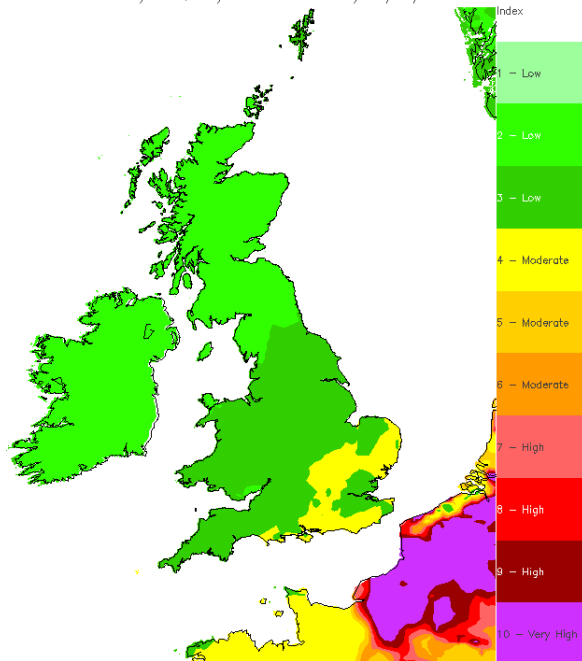 Index
1 - Low
2 - Low
3 - Low
4 - Moderate
5 - Moderate
6 - Moderate
7 - High
8 - High
9 - High
10 - Very High